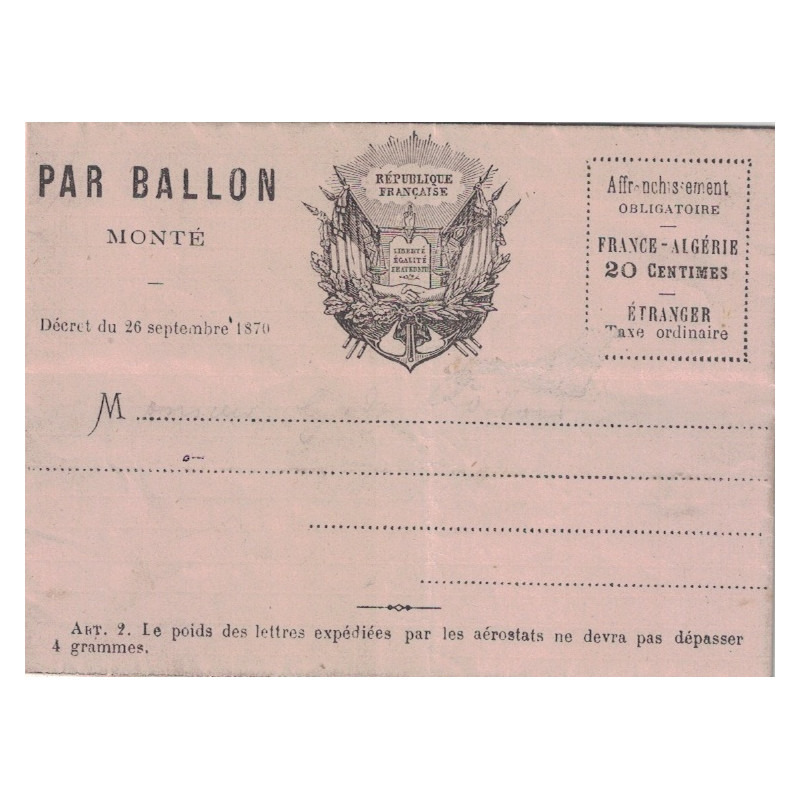 PAR BALLON
MONTÉ
Décret du 26 septembre 1870
RÉPUBLIQUE
FRANÇAISE
LIBERTÉ
ÉGALITÉ
FRATERNITÉ
Affranchissement
OBLIGATOIRE
FRANCE-ALGÉRIE
20 CENTIMES
ÉTRANGER
Taxe ordinaire
M
ART. 2. Le poids des lettres expédiées par les aérostats ne devra pas dépasser
4 grammes.